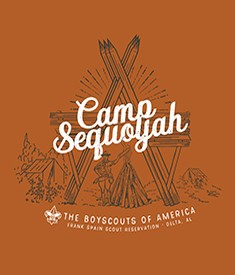 Camp
Sequoyah
THE BOYSCOUTS OF AMERICA
FRANK SPAIN SCOUT RESERVATION - DELTA, AL